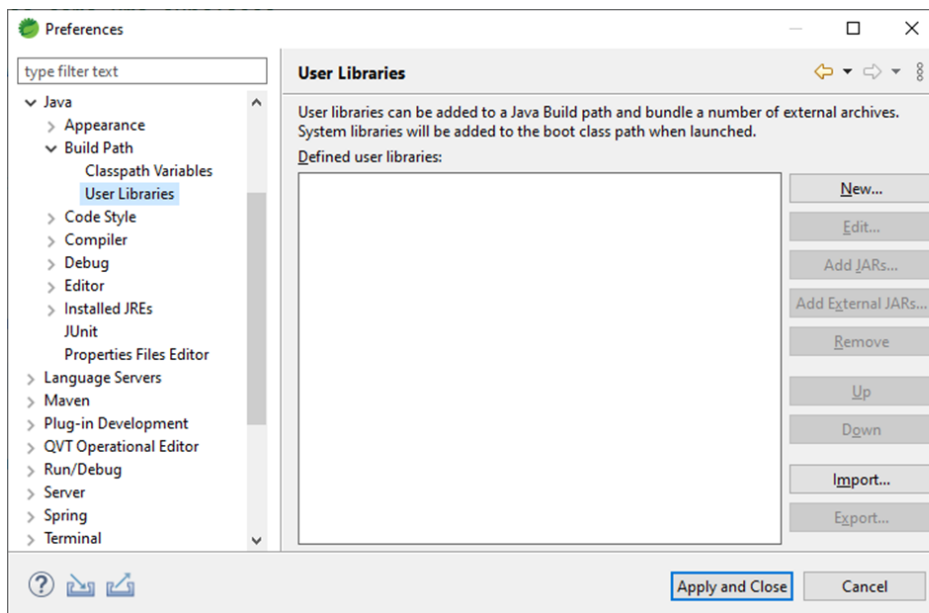 Preferences
type filter text
Java
Appearance
Build Path
Classpath Variables
User Libraries
Code Style
Compiler
Debug
Editor
Installed JREs
JUnit
Properties Files Editor
Language Servers
Maven
Plug-in Development
QVT Operational Editor
Run/Debug
Server
Spring
Terminal
User Libraries
User libraries can be added to a Java Build path and bundle a number of external archives.
System libraries will be added to the boot class path when launched.
Defined user libraries:
New...
Edit...
Add JARs...
Add External JARs...
Remove
Up
Down
Import...
Export...
Apply and Close
Cancel